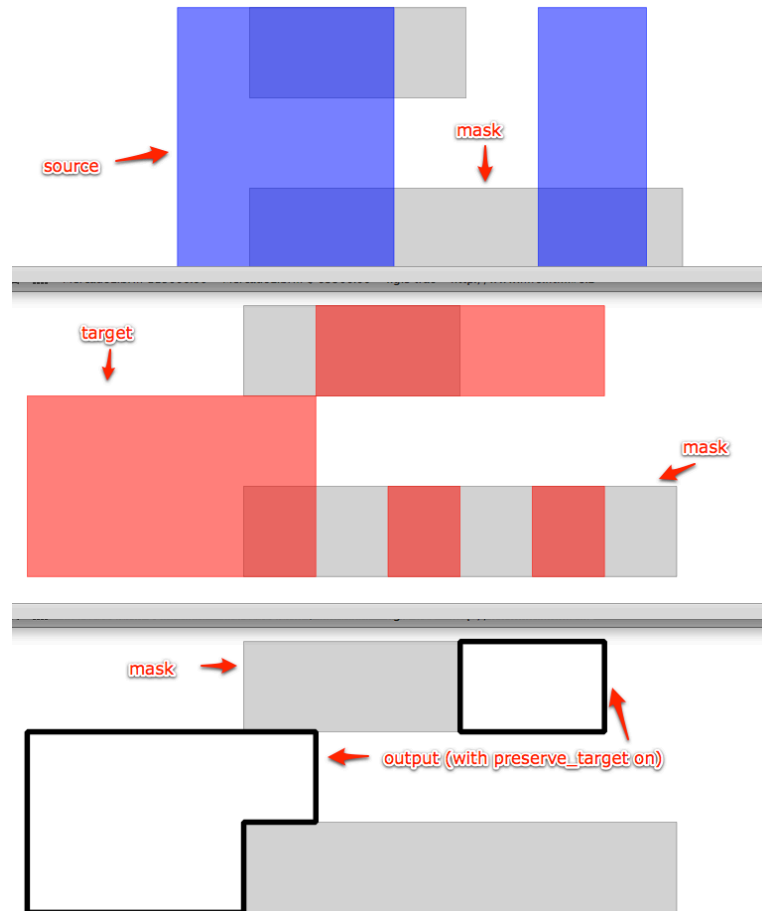 mask
source
target
mask
mask
output (with preserve_target on)